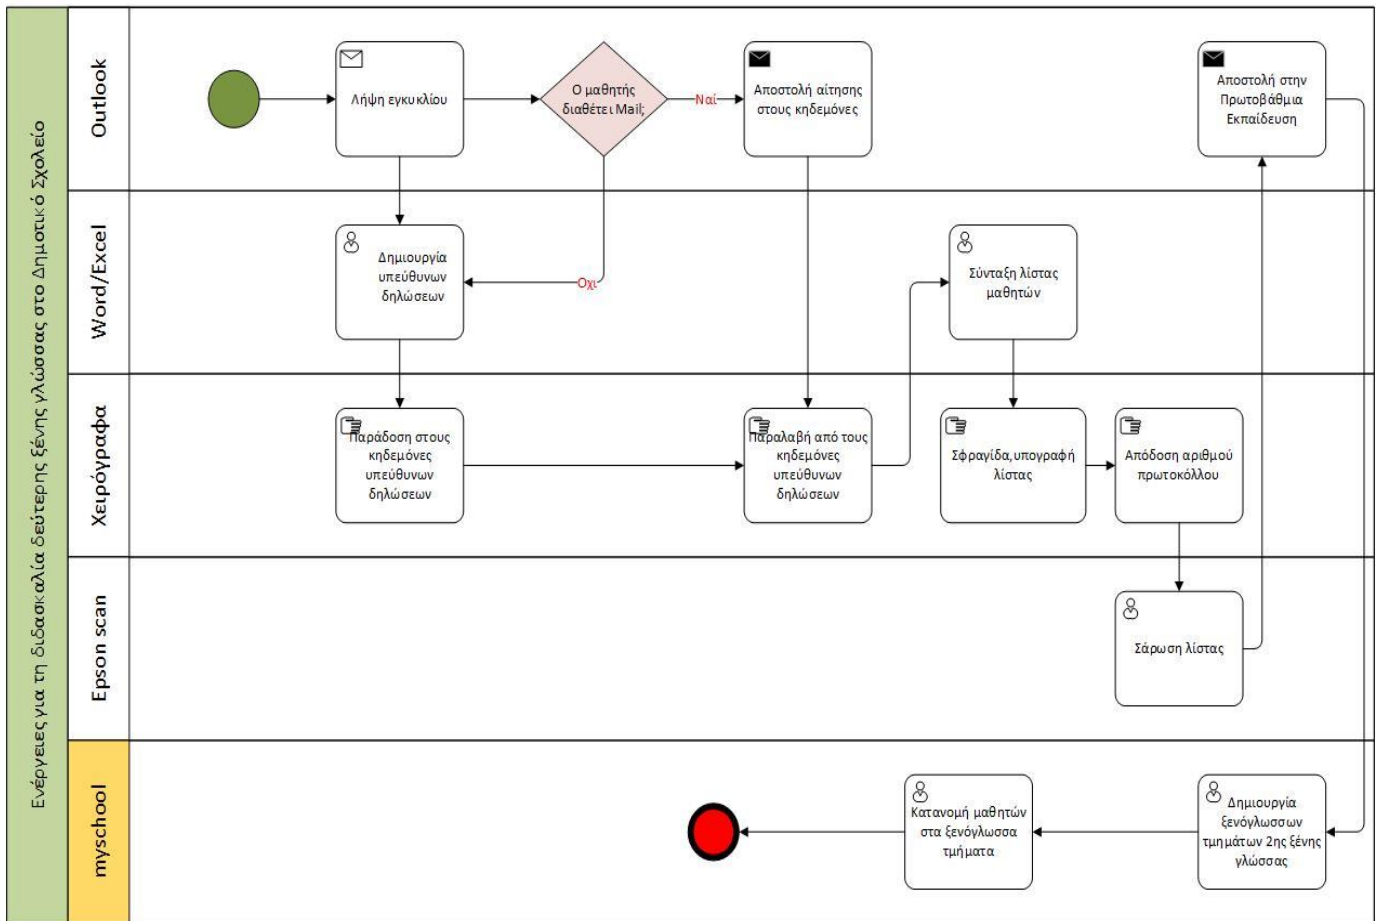 Ενέργειες για τη διδασκαλία δεύτερης ξένης γλώσσας στο Δημοτικό Σχολείο
Outlook
Λήψη εγκυκλίου
Ο μαθητής
διαθέτει Mail;
Ναί
Αποστολή αίτησης
στους κηδεμόνες
Αποστολή στην
Πρωτοβάθμια
Εκπαίδευση
Word/Excel
Δημιουργία
υπεύθυνων
δηλώσεων
Οχι
Σύνταξη λίστας
μαθητών
Χειρόγραφα
Παράδοση στους
κηδεμόνες
υπεύθυνων
δηλώσεων
Παραλαβή από τους
κηδεμόνες
υπεύθυνων
δηλώσεων
Σφραγίδα,υπογραφή
λίστας
Απόδοση αριθμού
πρωτοκόλλου
Epson scan
Σάρωση λίστας
myschool
Κατανομή μαθητών
στα ξενόγλωσσα
τμήματα
Δημιουργία
ξενόγλωσσων
τμημάτων 2ης ξένης
γλώσσας